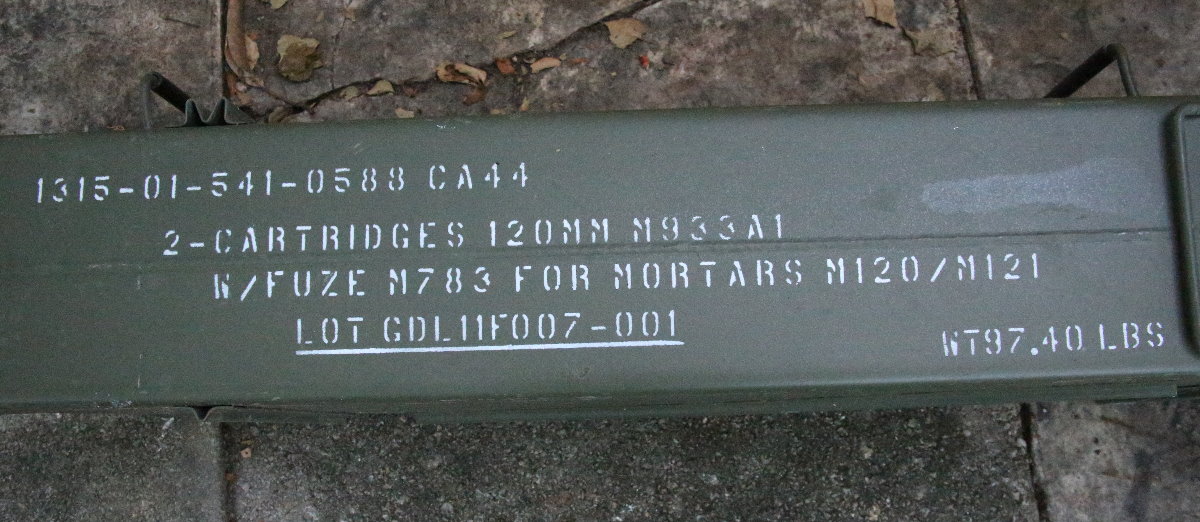 1315-01-541-0588 CA44
2-CARTRIDGES 120MM M933A1
W/FUZE M783 FOR MORTARS M120/M121
LOT GDL11F007-001
WT97.40 LBS